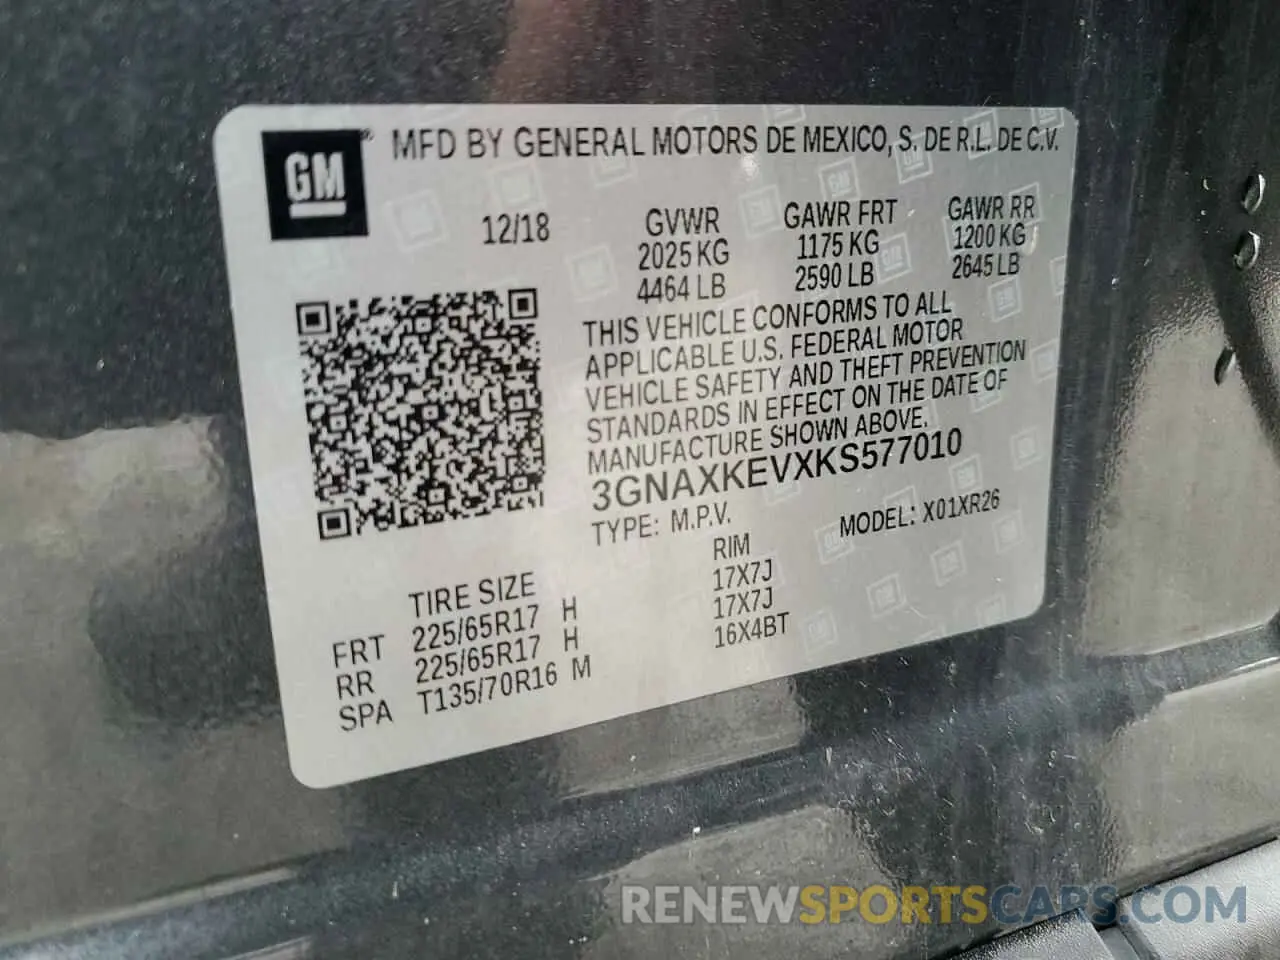 GM® MFD BY GENERAL MOTORS DE MEXICO, S. DE R.L. DE C.V.
12/18 GVWR GAWR FRT GAWR RR
2025 KG 1175 KG 1200 KG
4464 LB 2590 LB 2645 LB
THIS VEHICLE CONFORMS TO ALL
APPLICABLE U.S. FEDERAL MOTOR
VEHICLE SAFETY AND THEFT PREVENTION
STANDARDS IN EFFECT ON THE DATE OF
MANUFACTURE SHOWN ABOVE.
3GNAXKEVXKS577010
TYPE: M.P.V. MODEL: X01XR26
TIRE SIZE RIM
FRT 225/65R17 H 17X7J
RR 225/65R17 H 17X7J
SPA T135/70R16 M 16X4BT
RENEWSPORTSCARS.COM